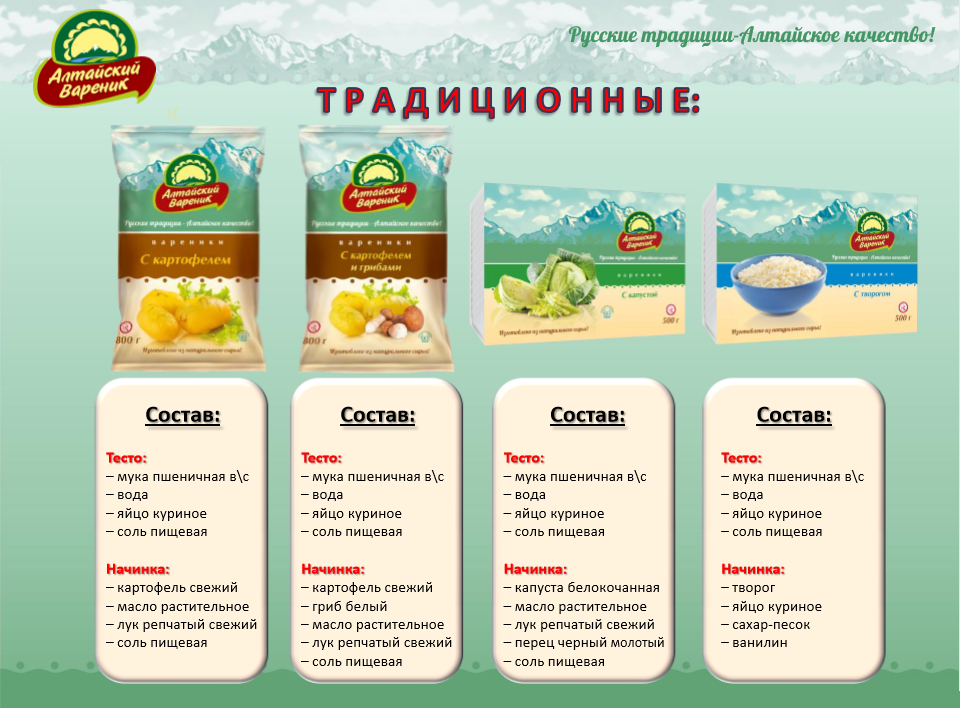 Алтайский
Вареник
Русские традиции-Алтайское качество!
ТРАДИЦИОННЫЕ:
Алтайский
Вареник
Русские традиции - Алтайское качество!
вареники
С картофелем
800 г
Изготовлено из натурального сырья!
Алтайский
Вареник
Русские традиции - Алтайское качество!
вареники
С картофелем
и грибами
800 г
Изготовлено из натурального сырья!
Алтайский
Вареник
Русские традиции - Алтайское качество!
вареники
С капустой
500 г
Изготовлено из натурального сырья!
Алтайский
Вареник
Русские традиции - Алтайское качество!
вареники
С творогом
500 г
Изготовлено из натурального сырья!
Состав:
Тесто:
– мука пшеничная в\с
– вода
– яйцо куриное
– соль пищевая
Начинка:
– картофель свежий
– масло растительное
– лук репчатый свежий
– соль пищевая
Состав:
Тесто:
– мука пшеничная в\с
– вода
– яйцо куриное
– соль пищевая
Начинка:
– картофель свежий
– гриб белый
– масло растительное
– лук репчатый свежий
– соль пищевая
Состав:
Тесто:
– мука пшеничная в\с
– вода
– яйцо куриное
– соль пищевая
Начинка:
– капуста белокочанная
– масло растительное
– лук репчатый свежий
– перец черный молотый
– соль пищевая
Состав:
Тесто:
– мука пшеничная в\с
– вода
– яйцо куриное
– соль пищевая
Начинка:
– творог
– яйцо куриное
– сахар-песок
– ванилин